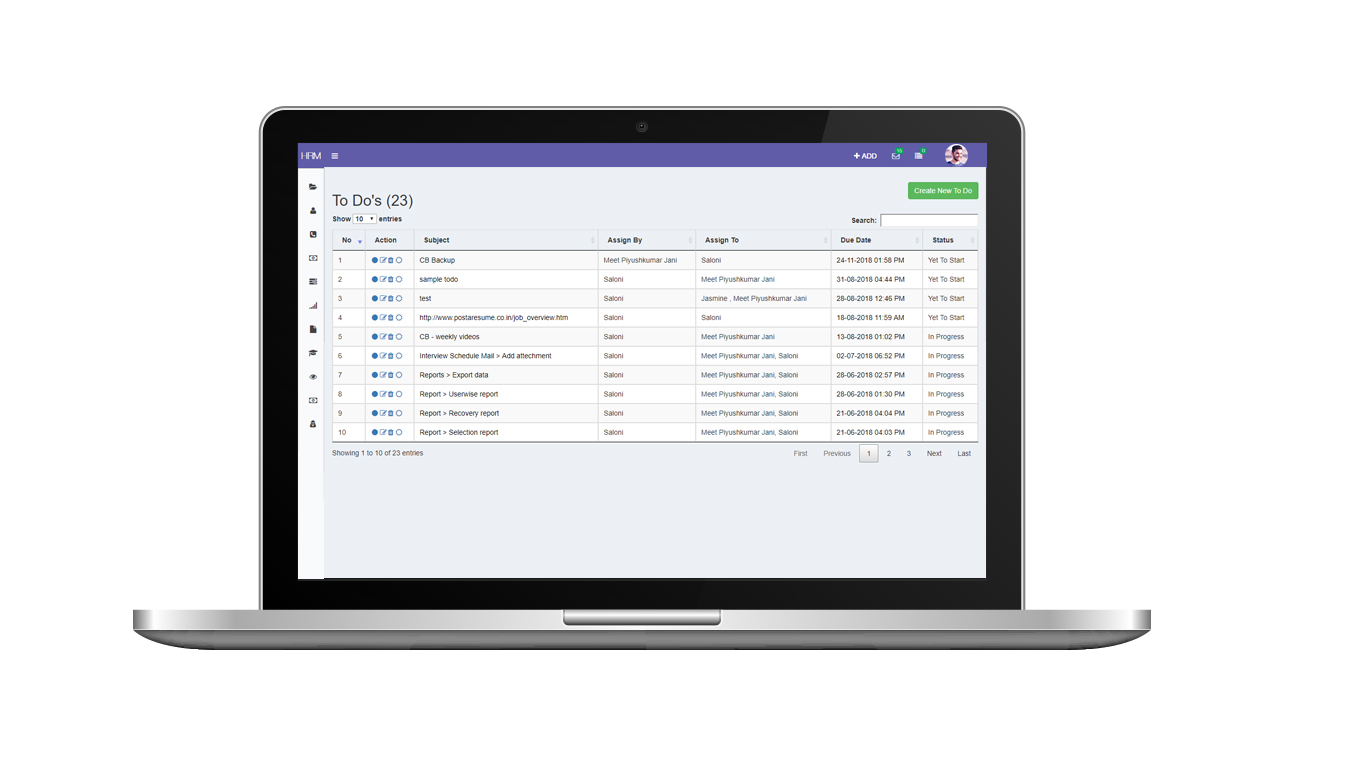 HRM + ADD
To Do's (23) Create New To Do
Show 10 entries Search:
No Action Subject Assign By Assign To Due Date Status
1 CB Backup Meet Piyushkumar Jani Saloni 24-11-2018 01:58 PM Yet To Start
2 sample todo Saloni Meet Piyushkumar Jani 31-08-2018 04:44 PM Yet To Start
3 test Saloni Jasmine , Meet Piyushkumar Jani 28-08-2018 12:46 PM Yet To Start
4 http://www.postaresume.co.in/job_overview.htm Saloni Saloni 18-08-2018 11:59 AM Yet To Start
5 CB - weekly videos Saloni Meet Piyushkumar Jani 13-08-2018 01:02 PM In Progress
6 Interview Schedule Mail > Add attechment Saloni Meet Piyushkumar Jani, Saloni 02-07-2018 06:52 PM In Progress
7 Reports > Export data Saloni Meet Piyushkumar Jani, Saloni 28-06-2018 02:57 PM In Progress
8 Report > Userwise report Saloni Meet Piyushkumar Jani, Saloni 28-06-2018 01:30 PM In Progress
9 Report > Recovery report Saloni Meet Piyushkumar Jani, Saloni 21-06-2018 04:04 PM In Progress
10 Report > Selection report Saloni Meet Piyushkumar Jani, Saloni 21-06-2018 04:03 PM In Progress
Showing 1 to 10 of 23 entries First Previous 1 2 3 Next Last